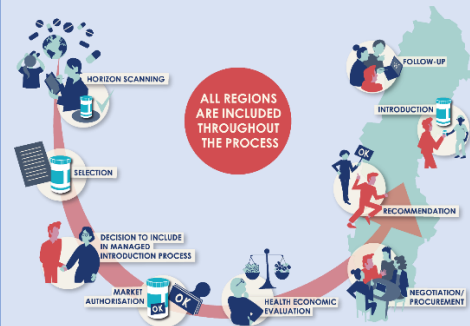 HORIZON SCANNING
ALL REGIONS
ARE INCLUDED
THROUGHOUT
THE PROCESS
SELECTION
DECISION TO INCLUDE
IN MANAGED
INTRODUCTION PROCESS
MARKET
AUTHORISATION
OK
OK
HEALTH ECONOMIC
EVALUATION
NEGOTIATION/
PROCUREMENT
OK
RECOMMENDATION
INTRODUCTION
FOLLOW-UP